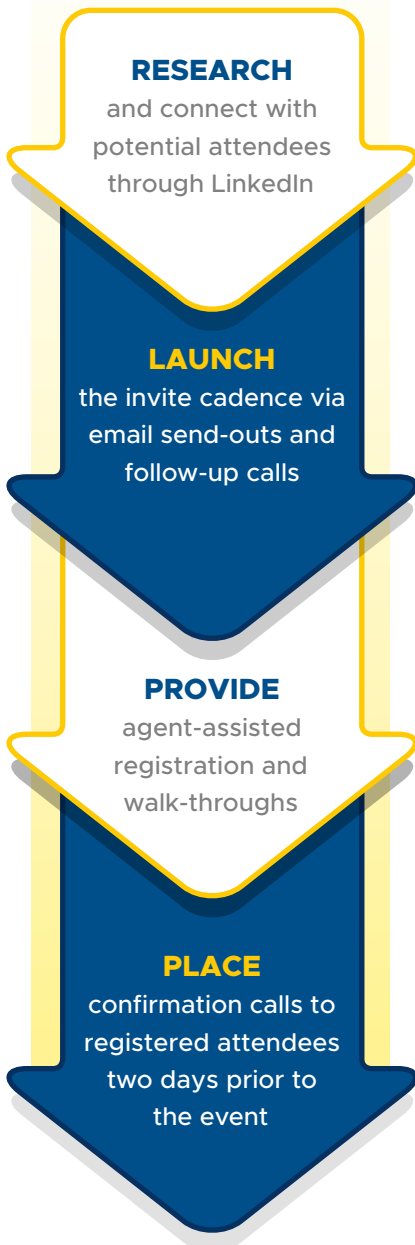 RESEARCH
and connect with
potential attendees
through LinkedIn
LAUNCH
the invite cadence via
email send-outs and
follow-up calls
PROVIDE
agent-assisted
registration and
walk-throughs
PLACE
confirmation calls to
registered attendees
two days prior to
the event